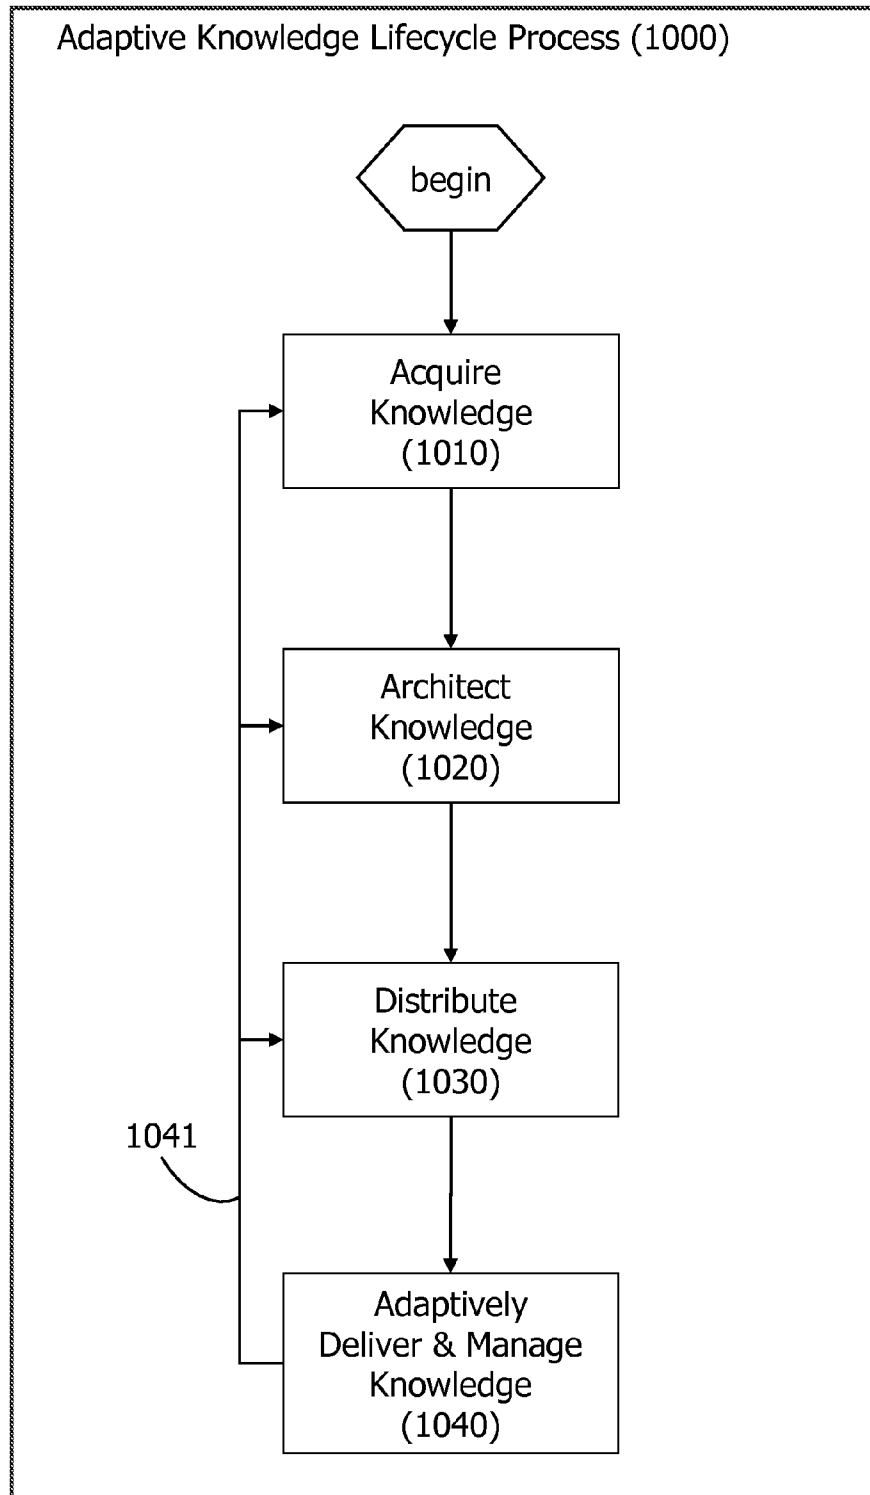 Adaptive Knowledge Lifecycle Process (1000)
begin
Acquire
Knowledge
(1010)
Architect
Knowledge
(1020)
Distribute
Knowledge
(1030)
1041
Adaptively
Deliver & Manage
Knowledge
(1040)